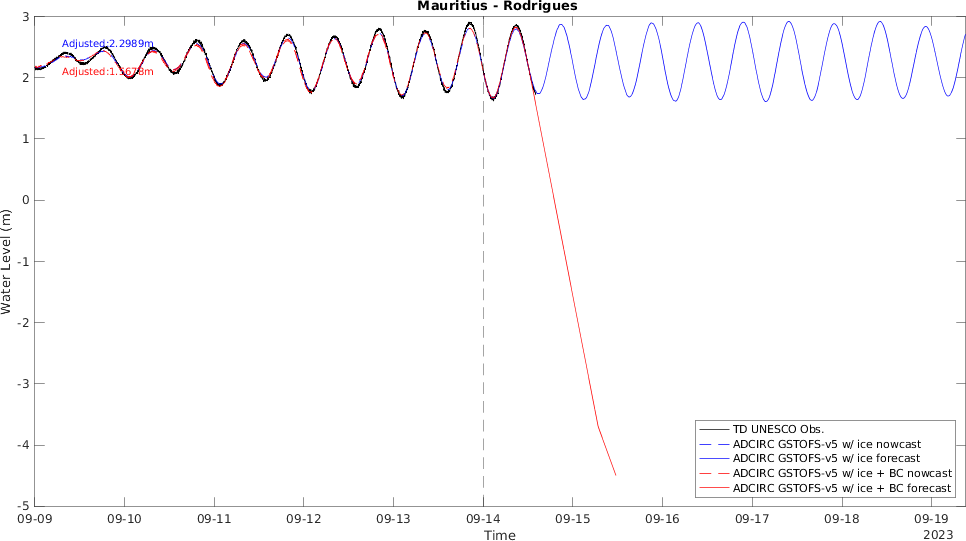 Mauritius - Rodrigues
Adjusted:2.2989m
Water Level (m)
3
2
1
0
-1
-2
-3
-4
-5
TD UNESCO Obs.
ADCIRC GSTOFS-v5 w/ ice nowcast
ADCIRC GSTOFS-v5 w/ ice forecast
ADCIRC GSTOFS-v5 w/ ice + BC nowcast
ADCIRC GSTOFS-v5 w/ ice + BC forecast
09-09 09-10 09-11 09-12 09-13 09-14 09-15 09-16 09-17 09-18 09-19
Time
2023